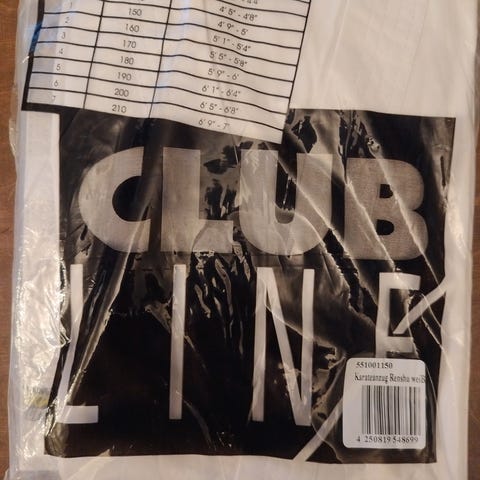 4' 5" - 4'8"
1 150 4' 9" - 5'
2 160 5' 1" - 5'4"
3 170 5' 5" - 5'8"
4 180 5' 9" - 6'
5 190 6' 1" - 6'4"
6 200 6' 5" - 6'8"
7 210 6' 9" - 7'
CLUB
LINE
551001150
Karateanzug Renshu weiß
4 250819 548699